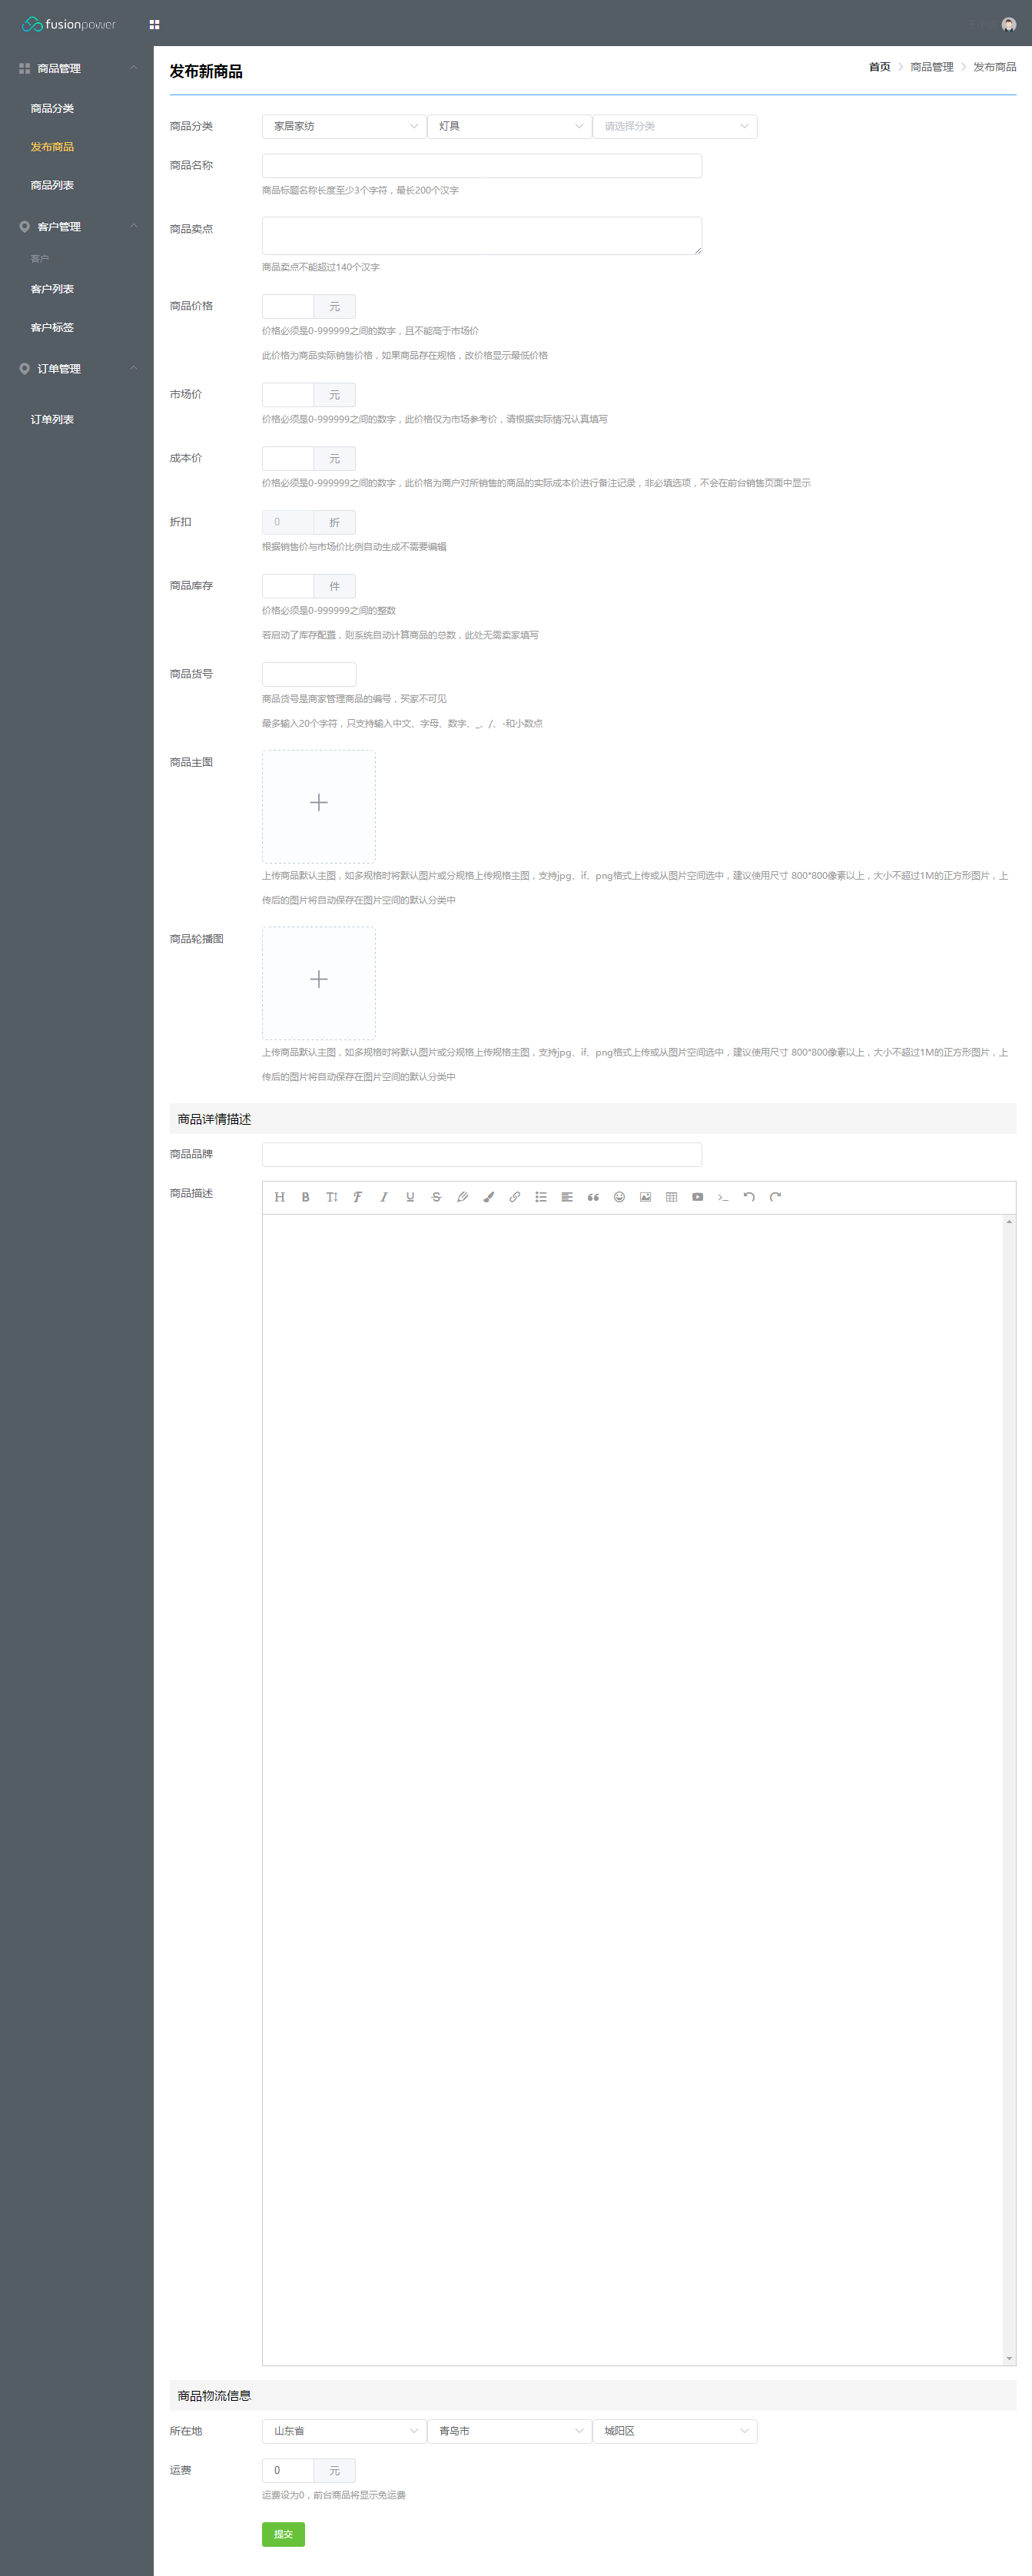 fusionpower
商品管理
商品分类
发布商品
商品列表
客户管理
客户
客户列表
客户标签
订单管理
订单列表
发布新商品
首页 > 商品管理 > 发布商品
商品分类 家居家纺 灯具 请选择分类
商品名称
商品标题名称长度至少3个字符，最长200个汉字
商品卖点
商品卖点不能超过140个汉字
商品价格 元
价格必须是0-999999之间的数字，且不能高于市场价
此价格为商品实际销售价格，如果商品存在规格，改价格显示最低价格
市场价 元
价格必须是0-999999之间的数字，此价格仅为市场参考价，请根据实际情况认真填写
成本价 元
价格必须是0-999999之间的数字，此价格为商户对所销售的商品的实际成本价进行备注记录，非必填选项，不会在前台销售页面中显示
折扣 0 折
根据销售价与市场价比例自动生成不需要编辑
商品库存 件
价格必须是0-999999之间的整数
若启动了库存配置，则系统自动计算商品的总数，此处无需卖家填写
商品货号
商品货号是商家管理商品的编号，买家不可见
最多输入20个字符，只支持输入中文、字母、数字、_、/、-和小数点
商品主图
上传商品默认主图，如多规格时将默认图片或分规格上传规格主图，支持jpg、if、png格式上传或从图片空间选中，建议使用尺寸 800*800像素以上，大小不超过1M的正方形图片，上
传后的图片将自动保存在图片空间的默认分类中
商品轮播图
上传商品默认主图，如多规格时将默认图片或分规格上传规格主图，支持jpg、if、png格式上传或从图片空间选中，建议使用尺寸 800*800像素以上，大小不超过1M的正方形图片，上
传后的图片将自动保存在图片空间的默认分类中
商品详情描述
商品品牌
商品描述
商品物流信息
所在地 山东省 青岛市 城阳区
运费 0 元
运费设为0，前台商品将显示免运费
提交